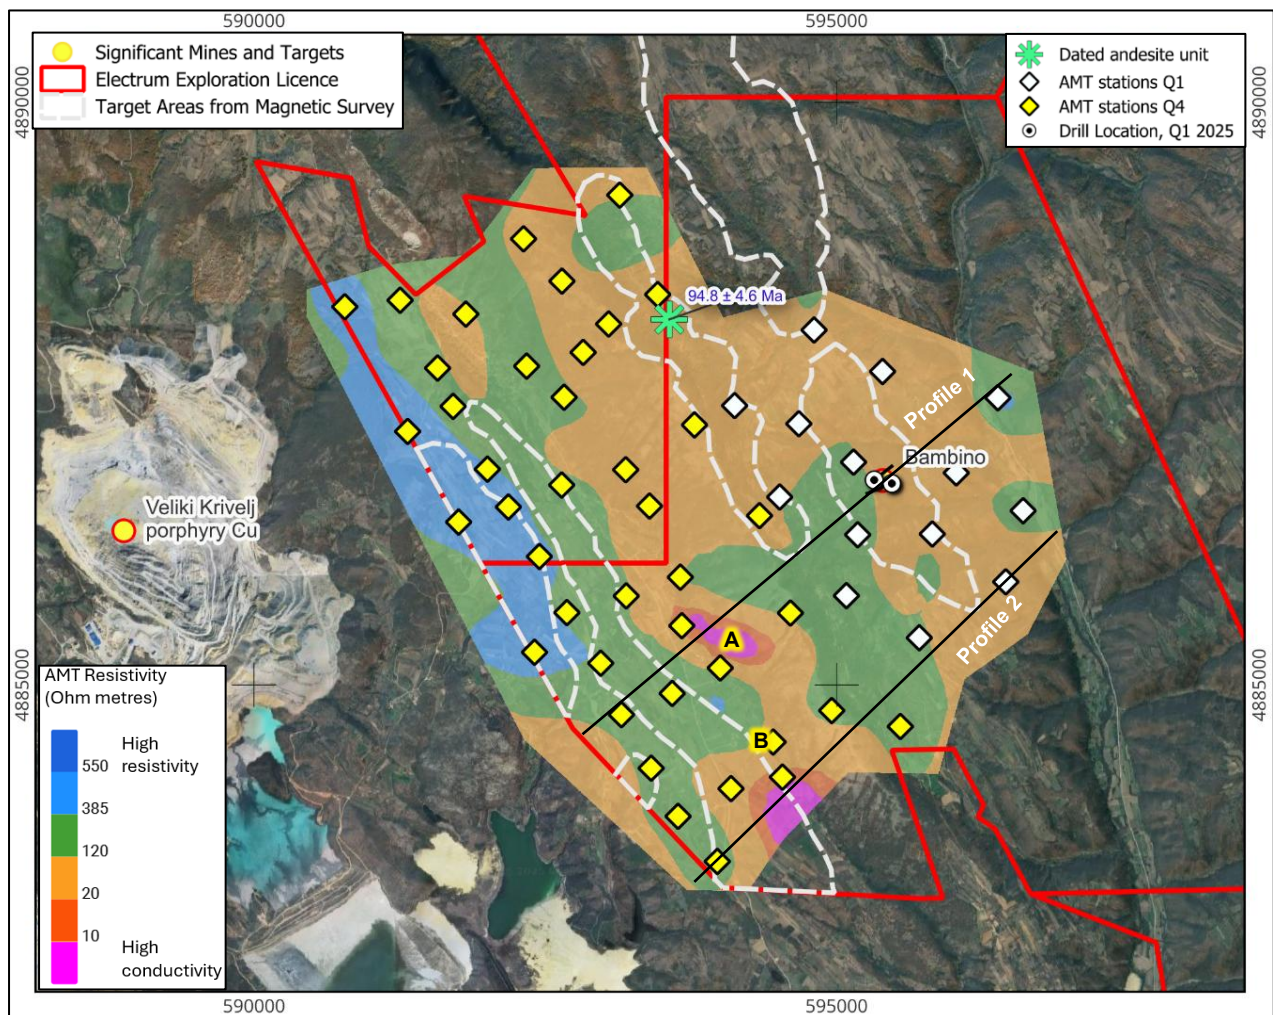 590000
595000
4890000
4890000
Significant Mines and Targets
Electrum Exploration Licence
Target Areas from Magnetic Survey
Dated andesite unit
AMT stations Q1
AMT stations Q4
Drill Location, Q1 2025
94.8 ± 4.6 Ma
Profile 1
Bambino
Veliki Krivelj
porphyry Cu
A
Profile 2
B
4885000
4885000
AMT Resistivity
(Ohm metres)
High
resistivity
550
385
120
20
10
High
conductivity
590000
595000